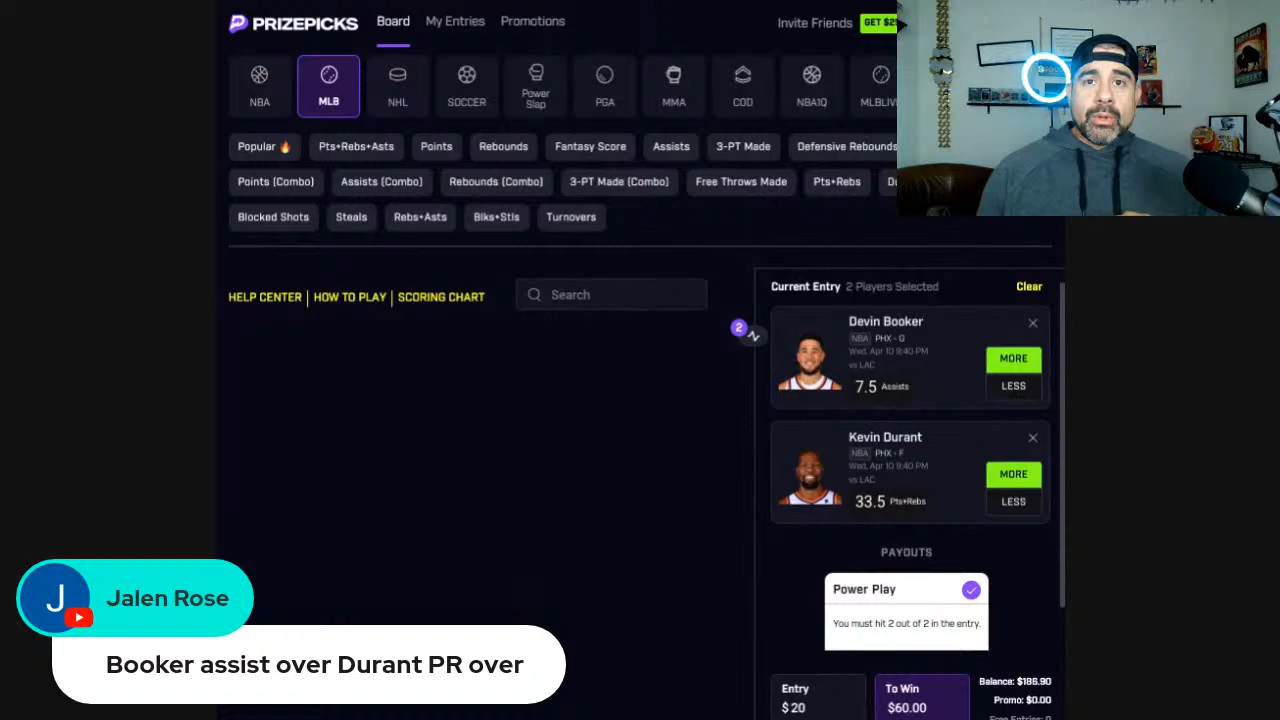 PRIZEPICKS
Board
My Entries
Promotions
Invite Friends
GET $25
NBA
MLB
NHL
SOCCER
Power
Slap
PGA
MMA
COD
NBA1Q
MLBLIV
Popular 🔥
Pts+Rebs+Asts
Points
Rebounds
Fantasy Score
Assists
3-PT Made
Defensive Rebounds
Points (Combo)
Assists (Combo)
Rebounds (Combo)
3-PT Made (Combo)
Free Throws Made
Pts+Rebs
Blocked Shots
Steals
Rebs+Asts
Blks+Stls
Turnovers
HELP CENTER | HOW TO PLAY | SCORING CHART
Search
Current Entry 2 Players Selected
Clear
2
Devin Booker
NBA PHX - G
Wed, Apr 10 9:40 PM
vs LAC
7.5 Assists
MORE
LESS
Kevin Durant
NBA PHX - F
Wed, Apr 10 9:40 PM
vs LAC
33.5 Pts+Rebs
MORE
LESS
PAYOUTS
Power Play
You must hit 2 out of 2 in the entry.
Entry
$ 20
To Win
$60.00
Balance: $186.90
Promo: $0.00
Free Entries: 0
J
Jalen Rose
Booker assist over Durant PR over